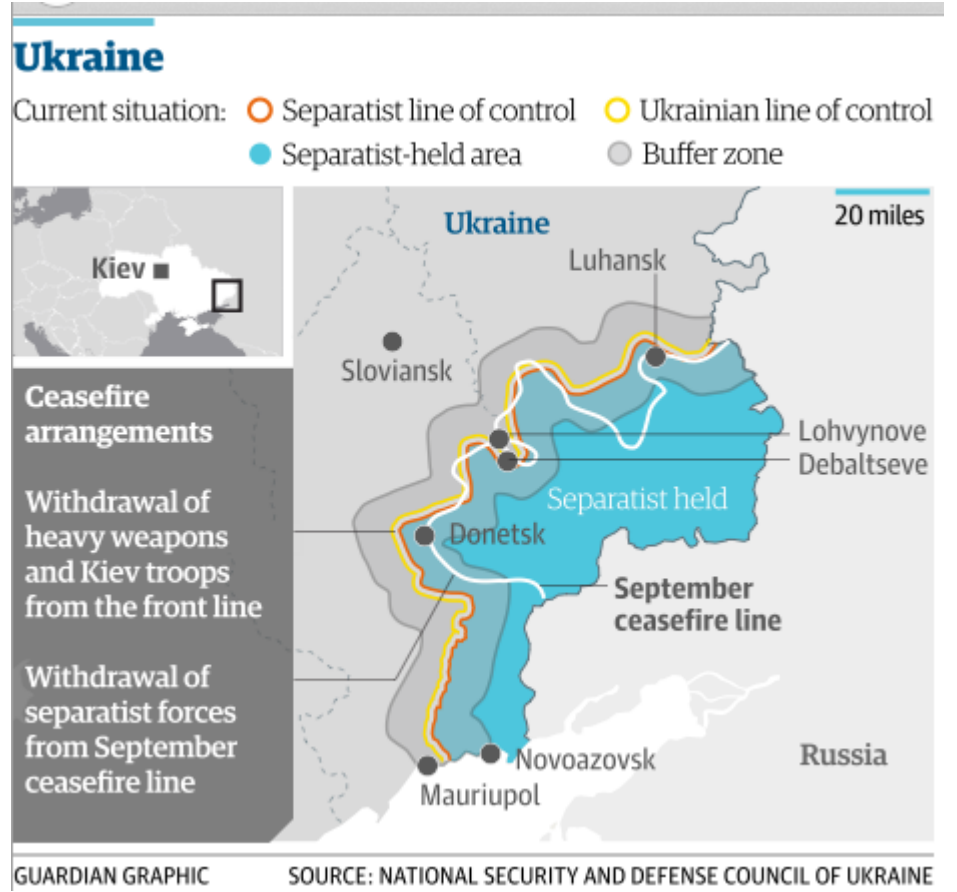 Ukraine
Current situation: Separatist line of control Ukrainian line of control
Separatist-held area Buffer zone
Kiev
Ukraine
20 miles
Luhansk
Sloviansk
Lohvynove
Debaltseve
Separatist held
Donetsk
September
ceasefire line
Novoazovsk
Russia
Mauriupol
Ceasefire
arrangements
Withdrawal of
heavy weapons
and Kiev troops
from the front line
Withdrawal of
separatist forces
from September
ceasefire line
GUARDIAN GRAPHIC SOURCE: NATIONAL SECURITY AND DEFENSE COUNCIL OF UKRAINE